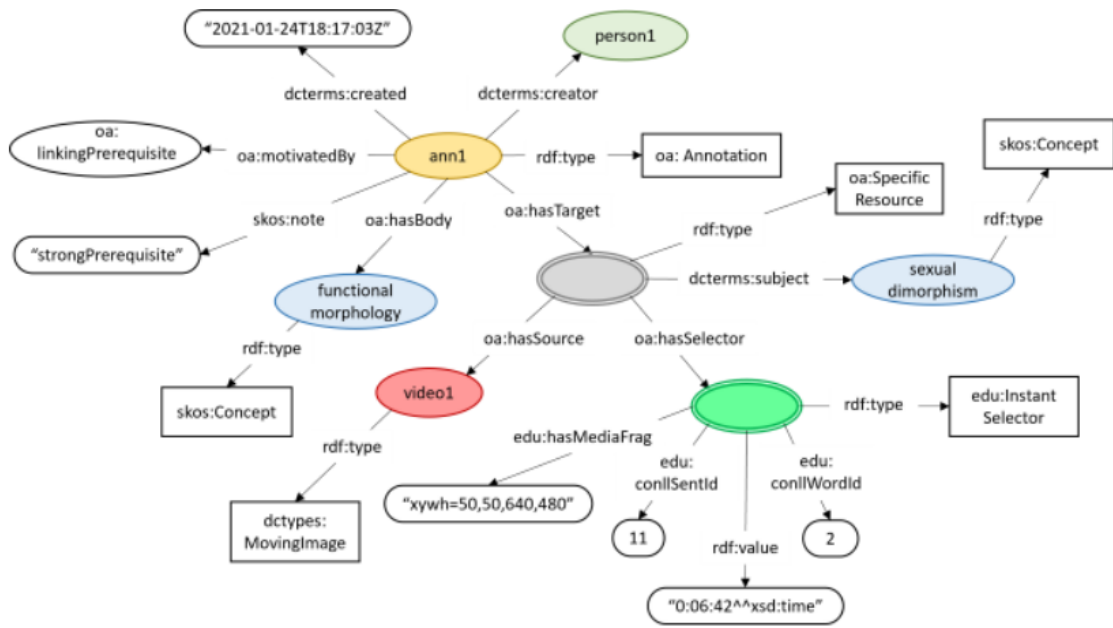 “2021-01-24T18:17:03Z”
person1
dcterms:created
dcterms:creator
oa:
linkingPrerequisite
oa:motivatedBy
ann1
rdf:type
oa: Annotation
skos:Concept
oa:Specific
Resource
skos:note
oa:hasBody
oa:hasTarget
rdf:type
rdf:type
“strongPrerequisite”
functional
morphology
dcterms:subject
sexual
dimorphism
rdf:type
oa:hasSource
oa:hasSelector
skos:Concept
video1
rdf:type
edu:Instant
Selector
rdf:type
edu:hasMediaFrag
edu:
conllSentId
edu:
conllWordId
“xywh=50,50,640,480”
dctypes:
MovingImage
11
rdf:value
2
“0:06:42^^xsd:time”